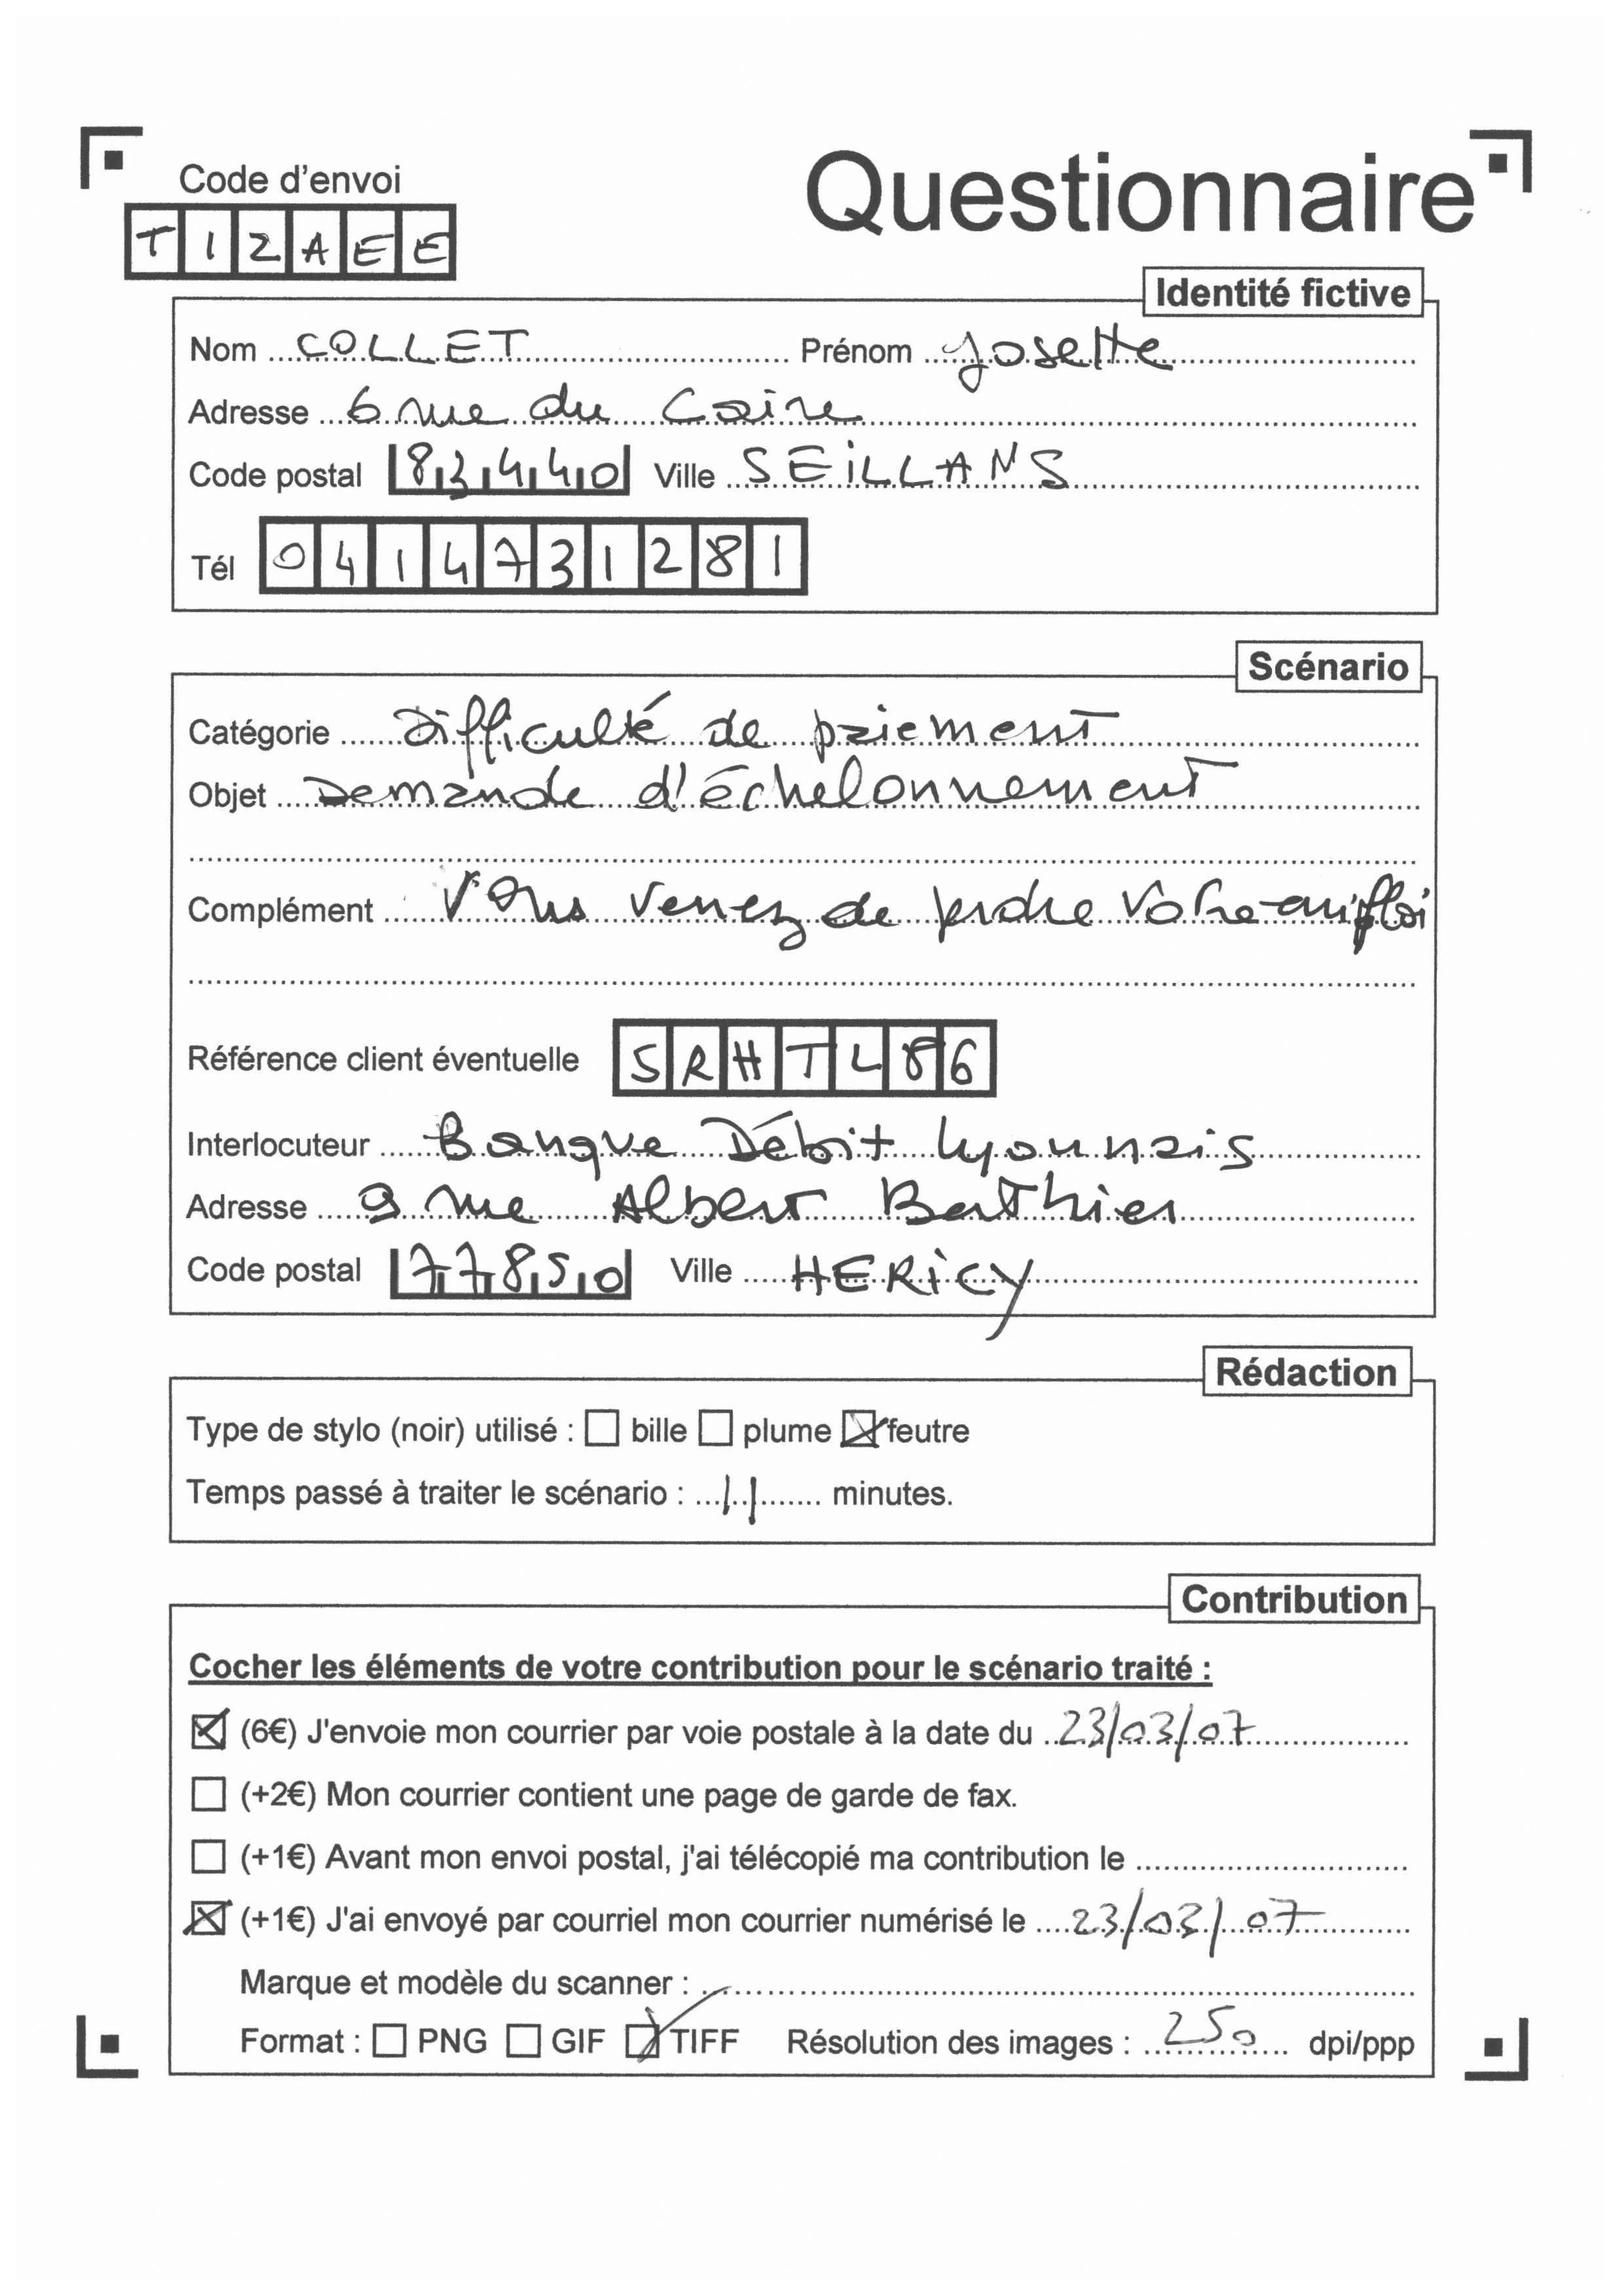 Code d'envoi
Questionnaire
T I Z A E E
Identité fictive
Nom COLLET Prénom Josette
Adresse 6 rue du Caire
Code postal 83440 Ville SEILLANS
Tél 0414731281
Scénario
Catégorie Difficulté de paiement
Objet Demande d'échelonnement
Complément Vous venez de perdre votre emploi
Référence client éventuelle SRHTL86
Interlocuteur Banque Débit Lyonnais
Adresse 9 rue Albert Berthier
Code postal 77850 Ville HERICY
Rédaction
Type de stylo (noir) utilisé : ☐ bille ☐ plume ☒ feutre
Temps passé à traiter le scénario : 11 minutes.
Contribution
Cocher les éléments de votre contribution pour le scénario traité :
☒ (6€) J'envoie mon courrier par voie postale à la date du 23/03/07
☐ (+2€) Mon courrier contient une page de garde de fax.
☐ (+1€) Avant mon envoi postal, j'ai télécopié ma contribution le
☒ (+1€) J'ai envoyé par courriel mon courrier numérisé le 23/03/07
Marque et modèle du scanner :
Format : ☐ PNG ☐ GIF ☒ TIFF Résolution des images : 250 dpi/ppp